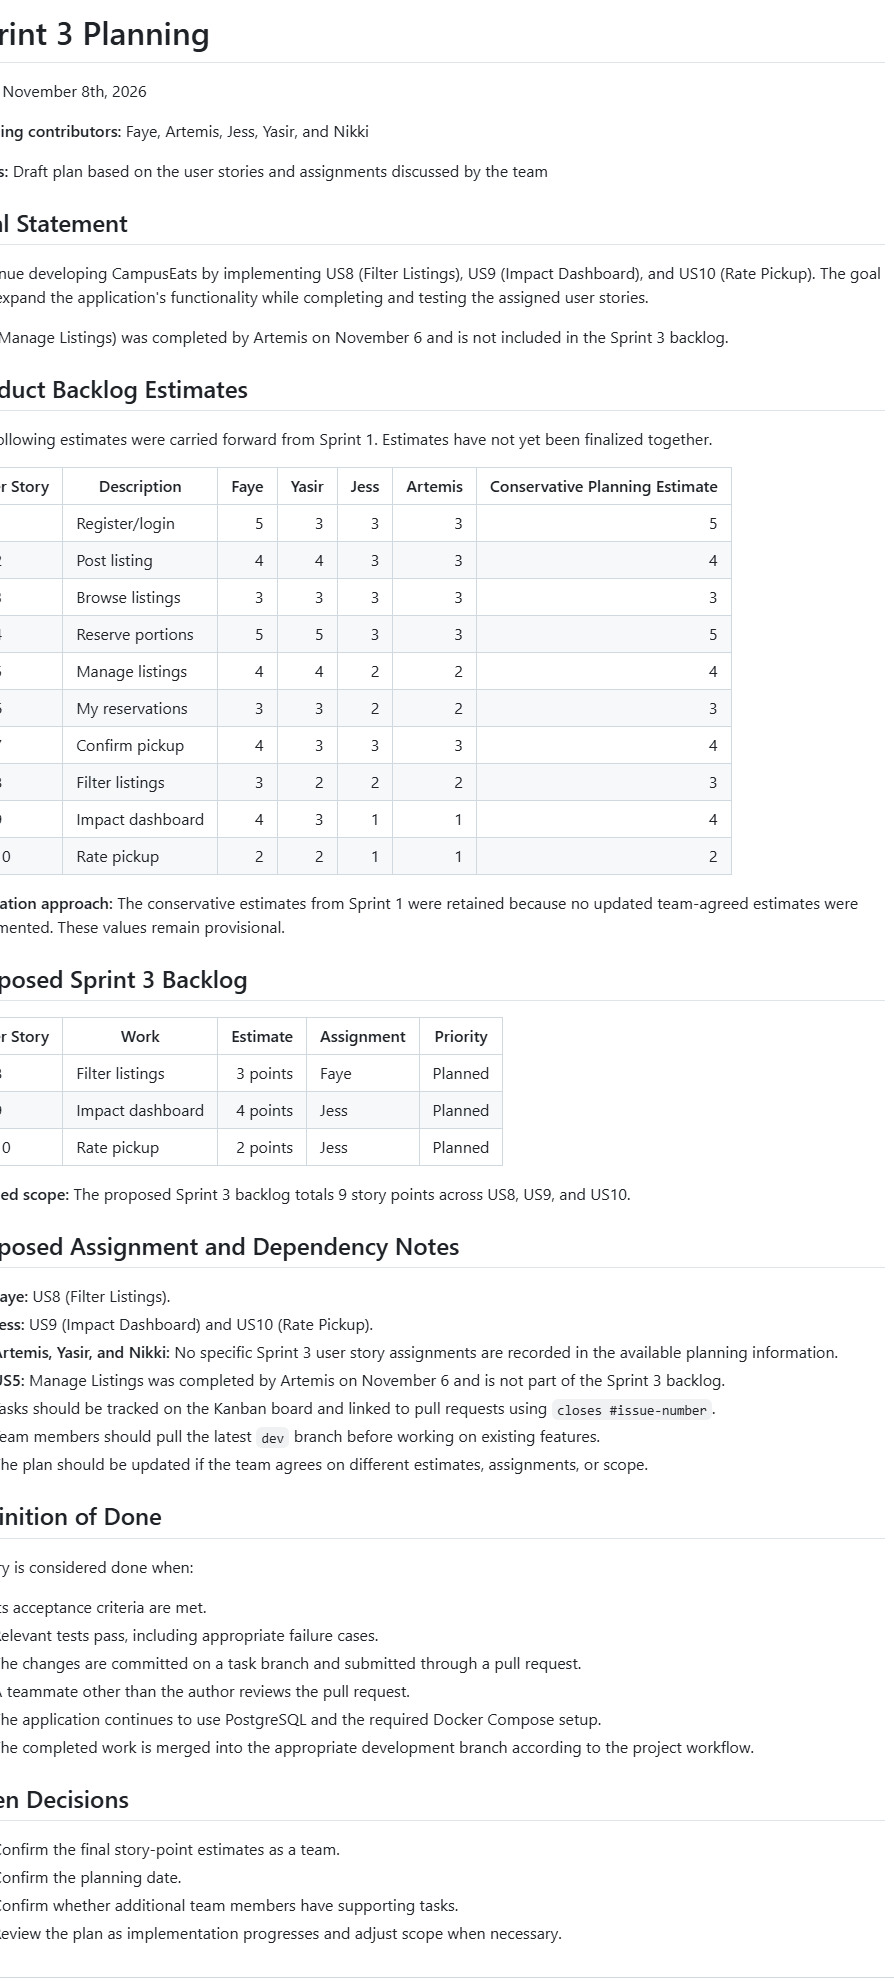 rint 3 Planning
November 8th, 2026
ing contributors: Faye, Artemis, Jess, Yasir, and Nikki
s: Draft plan based on the user stories and assignments discussed by the team
l Statement
nue developing CampusEats by implementing US8 (Filter Listings), US9 (Impact Dashboard), and US10 (Rate Pickup). The goal
expand the application's functionality while completing and testing the assigned user stories.
Manage Listings) was completed by Artemis on November 6 and is not included in the Sprint 3 backlog.
duct Backlog Estimates
ollowing estimates were carried forward from Sprint 1. Estimates have not yet been finalized together.
r Story Description Faye Yasir Jess Artemis Conservative Planning Estimate
Register/login 5 3 3 3 5
Post listing 4 4 3 3 4
Browse listings 3 3 3 3 3
Reserve portions 5 5 3 3 5
Manage listings 4 4 2 2 4
My reservations 3 3 2 2 3
Confirm pickup 4 3 3 3 4
Filter listings 3 2 2 2 3
Impact dashboard 4 3 1 1 4
0 Rate pickup 2 2 1 1 2
ation approach: The conservative estimates from Sprint 1 were retained because no updated team-agreed estimates were
mented. These values remain provisional.
posed Sprint 3 Backlog
r Story Work Estimate Assignment Priority
Filter listings 3 points Faye Planned
Impact dashboard 4 points Jess Planned
0 Rate pickup 2 points Jess Planned
ed scope: The proposed Sprint 3 backlog totals 9 story points across US8, US9, and US10.
posed Assignment and Dependency Notes
aye: US8 (Filter Listings).
ess: US9 (Impact Dashboard) and US10 (Rate Pickup).
Artemis, Yasir, and Nikki: No specific Sprint 3 user story assignments are recorded in the available planning information.
US5: Manage Listings was completed by Artemis on November 6 and is not part of the Sprint 3 backlog.
asks should be tracked on the Kanban board and linked to pull requests using closes #issue-number.
eam members should pull the latest dev branch before working on existing features.
he plan should be updated if the team agrees on different estimates, assignments, or scope.
inition of Done
ry is considered done when:
ts acceptance criteria are met.
elevant tests pass, including appropriate failure cases.
he changes are committed on a task branch and submitted through a pull request.
A teammate other than the author reviews the pull request.
he application continues to use PostgreSQL and the required Docker Compose setup.
he completed work is merged into the appropriate development branch according to the project workflow.
en Decisions
Confirm the final story-point estimates as a team.
Confirm the planning date.
Confirm whether additional team members have supporting tasks.
eview the plan as implementation progresses and adjust scope when necessary.